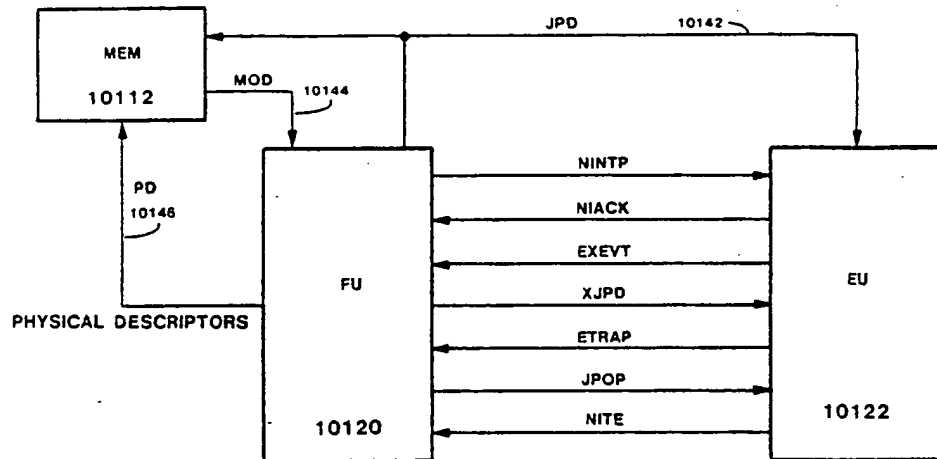 JPD
10142
MEM
10112
MOD
10144
PD
10146
PHYSICAL DESCRIPTORS
FU
10120
NINTP
NIACK
EXEVT
XJPD
ETRAP
JPOP
NITE
EU
10122